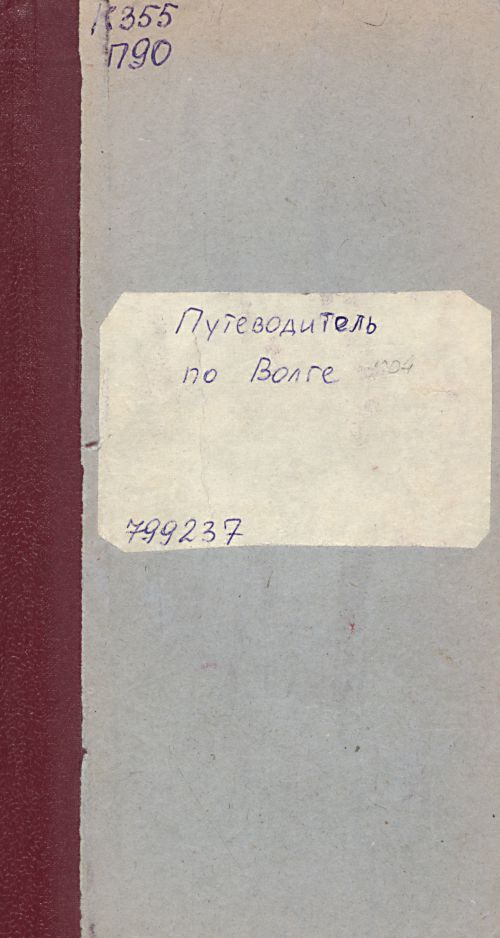 К355
П90
Путеводитель
по Волге
799237